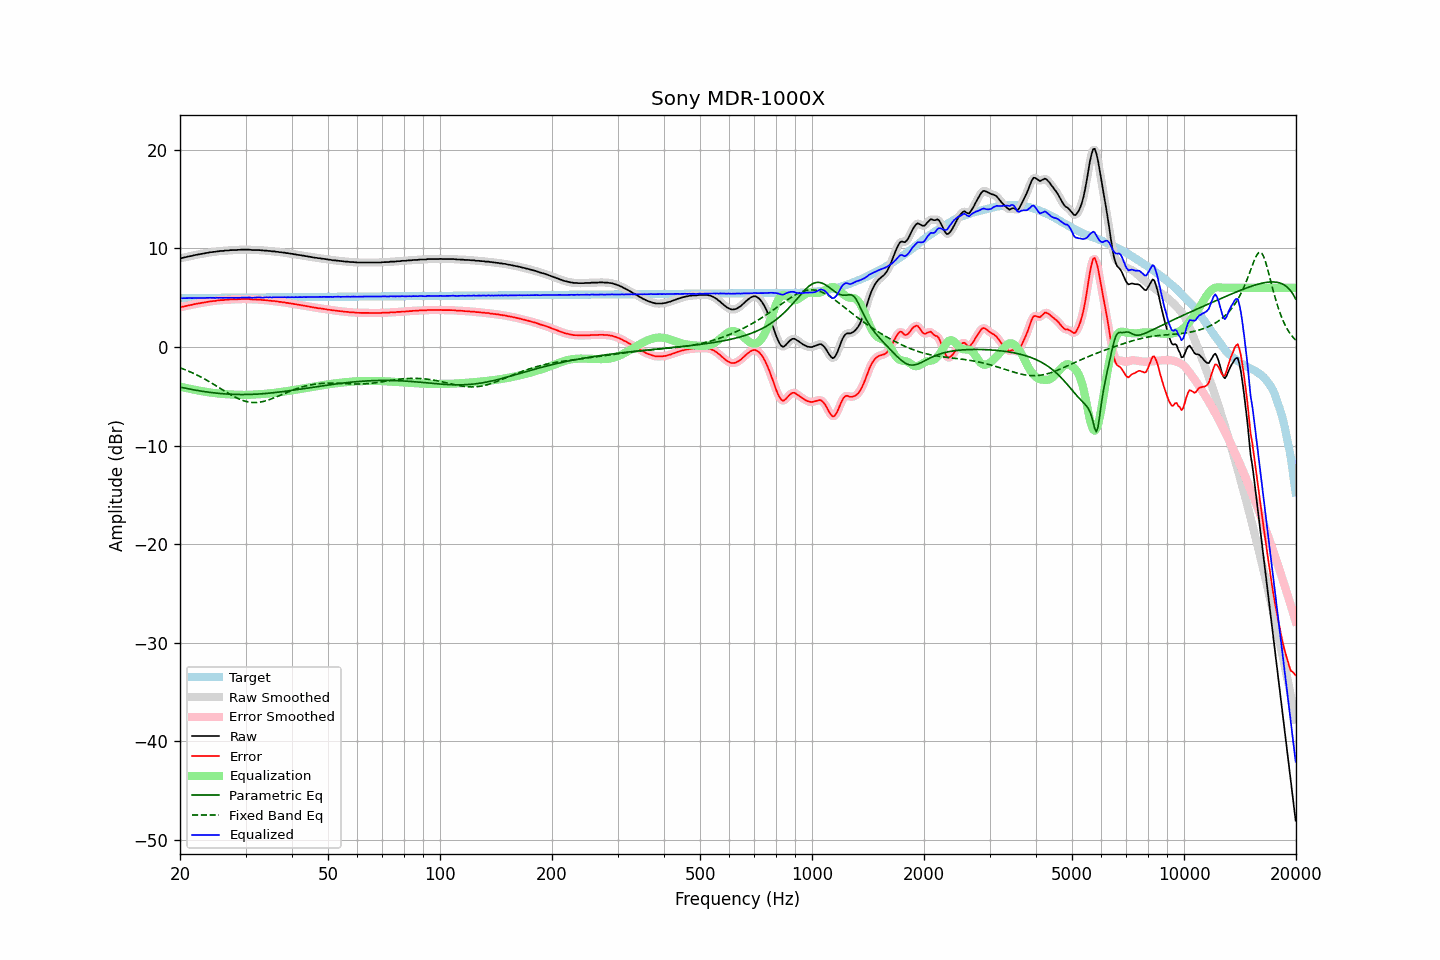 Sony MDR-1000X
Amplitude (dBr)
20
10
0
−10
−20
−30
−40
−50
Target
Raw Smoothed
Error Smoothed
Raw
Error
Equalization
Parametric Eq
Fixed Band Eq
Equalized
20 50 100 200 500 1000 2000 5000 10000 20000
Frequency (Hz)